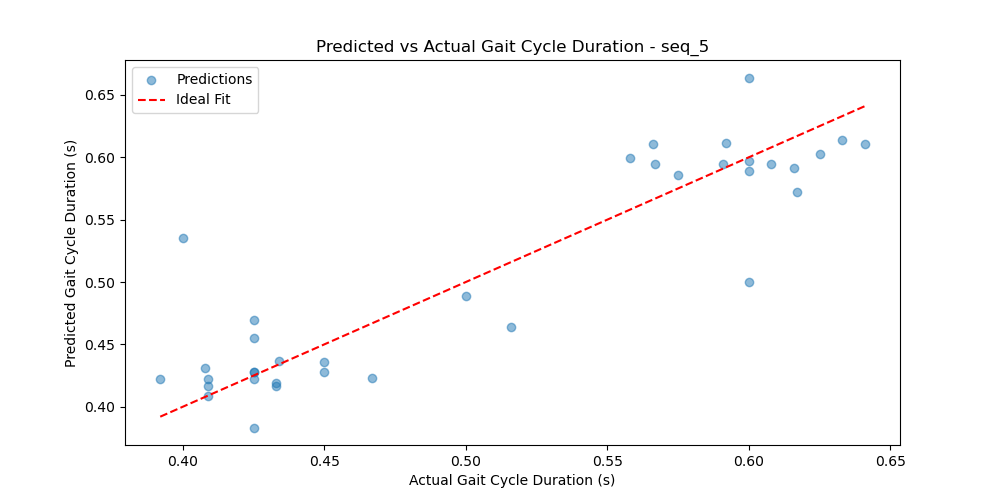 Predicted vs Actual Gait Cycle Duration - seq_5
Predictions
Ideal Fit
Predicted Gait Cycle Duration (s)
0.65
0.60
0.55
0.50
0.45
0.40
0.40 0.45 0.50 0.55 0.60 0.65
Actual Gait Cycle Duration (s)